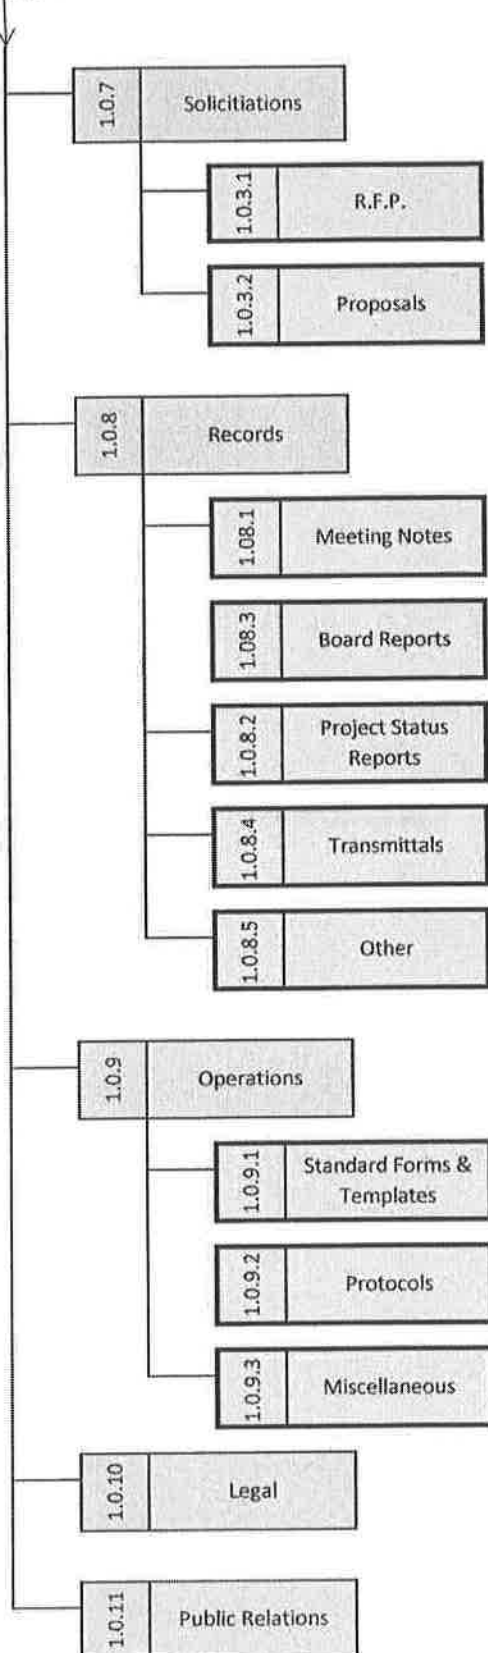 1.0.7
Solicitiations
1.0.3.1
R.F.P.
1.0.3.2
Proposals
1.0.8
Records
1.08.1
Meeting Notes
1.08.3
Board Reports
1.0.8.2
Project Status
Reports
1.0.8.4
Transmittals
1.0.8.5
Other
1.0.9
Operations
1.0.9.1
Standard Forms &
Templates
1.0.9.2
Protocols
1.0.9.3
Miscellaneous
1.0.10
Legal
1.0.11
Public Relations